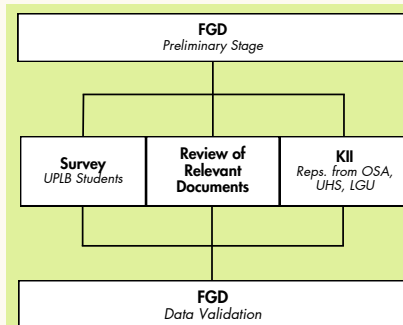 FGD
Preliminary Stage
Survey
UPLB Students
Review of
Relevant
Documents
KII
Reps. from OSA,
UHS, LGU
FGD
Data Validation